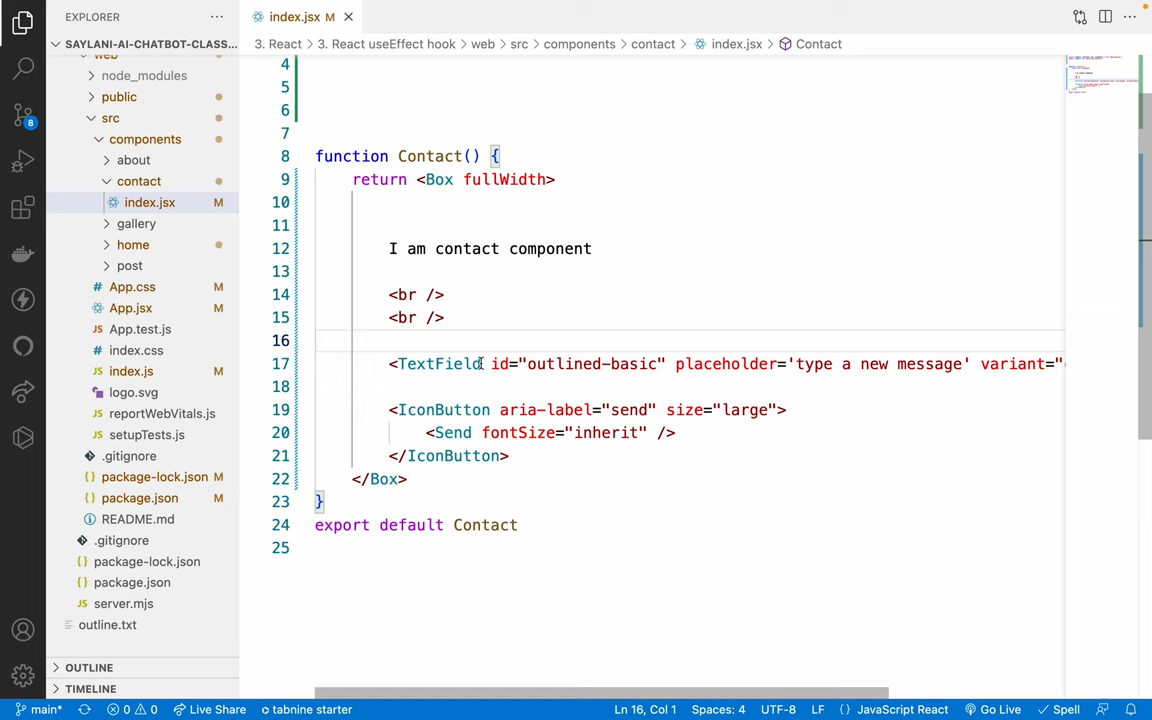 EXPLORER
index.jsx M
SAYLANI-AI-CHATBOT-CLASS...
3. React › 3. React useEffect hook › web › src › components › contact › index.jsx › Contact
web
node_modules
public
src
components
about
contact
index.jsx M
gallery
home
post
# App.css M
App.jsx M
JS App.test.js
# index.css
JS index.js M
logo.svg
JS reportWebVitals.js
JS setupTests.js
.gitignore
{} package-lock.json M
{} package.json M
README.md
.gitignore
{} package-lock.json
{} package.json
JS server.mjs
outline.txt
OUTLINE
TIMELINE
8
4
5
6
7
8 function Contact() {
9 return <Box fullWidth>
10
11
12 I am contact component
13
14 <br />
15 <br />
16
17 <TextField id="outlined-basic" placeholder='type a new message' variant="
18
19 <IconButton aria-label="send" size="large">
20 <Send fontSize="inherit" />
21 </IconButton>
22 </Box>
23 }
24 export default Contact
25
main* 0 0 Live Share tabnine starter Ln 16, Col 1 Spaces: 4 UTF-8 LF {} JavaScript React Go Live Spell